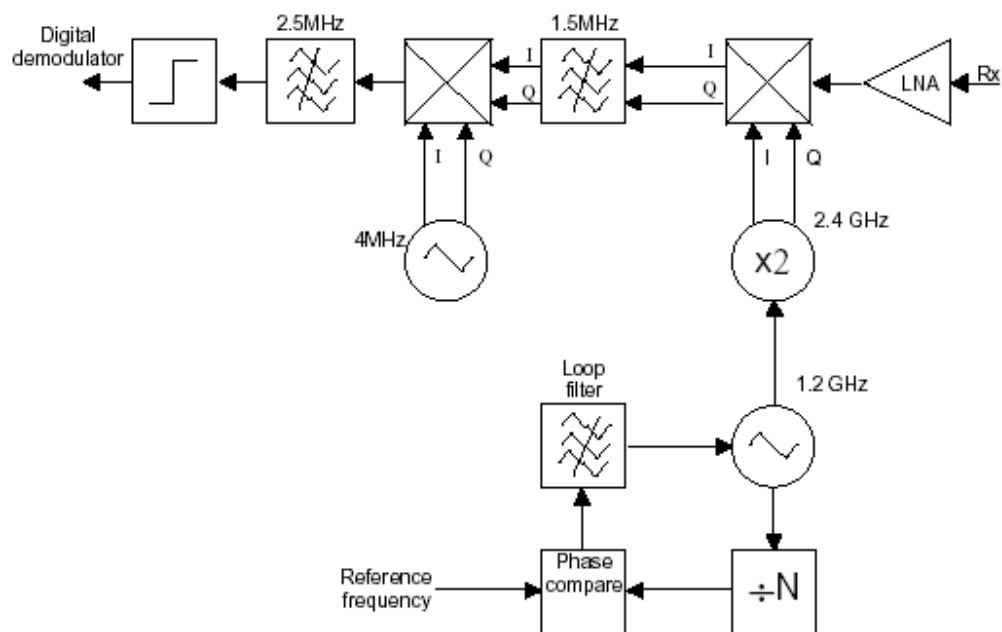 Digital
demodulator
2.5MHz
1.5MHz
I
Q
I
Q
LNA
Rx
I
Q
I
Q
4MHz
2.4 GHz
x2
Loop
filter
1.2 GHz
Reference
frequency
Phase
compare
÷N